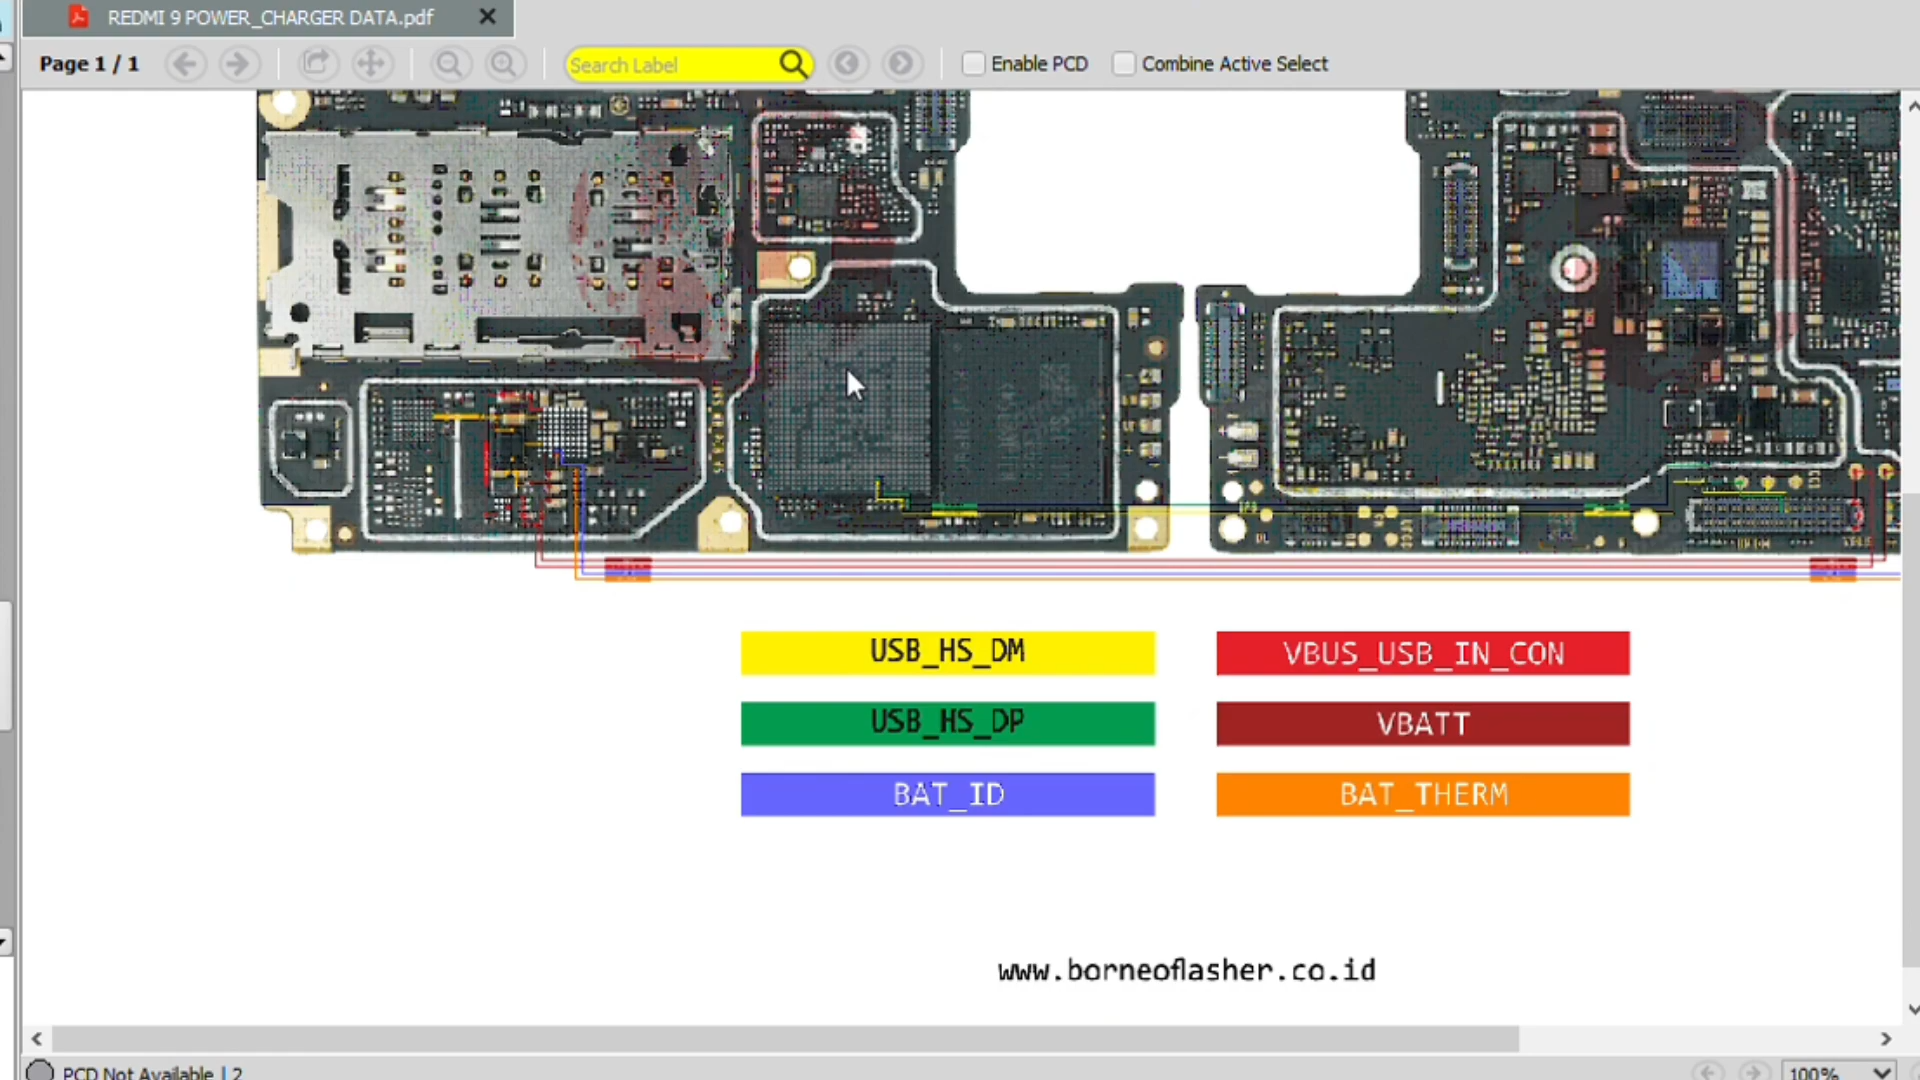 REDMI 9 POWER_CHARGER DATA.pdf
Page 1 / 1
Search Label
Enable PCD
Combine Active Select
USB_HS_DM
VBUS_USB_IN_CON
USB_HS_DP
VBATT
BAT_ID
BAT_THERM
www.borneoflasher.co.id
PCD Not Available | 2
100%